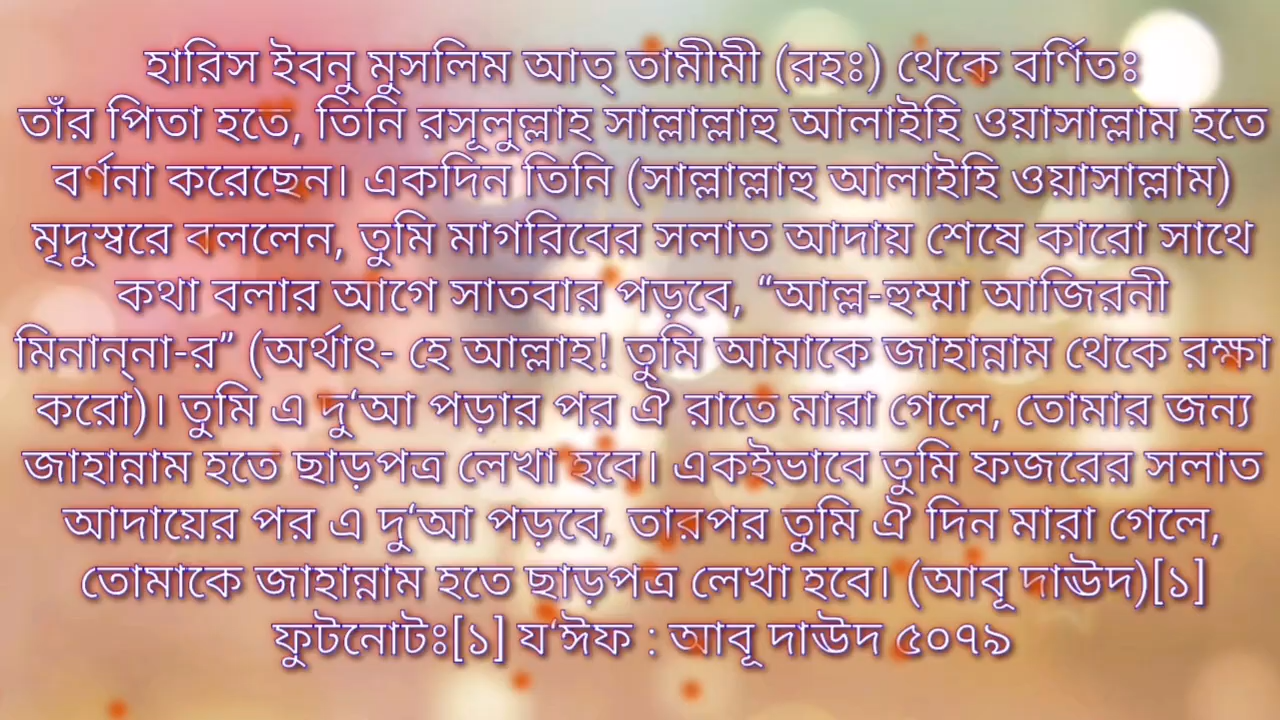 হারিস ইবনু মুসলিম আত্ তামীমী (রহঃ) থেকে বর্ণিতঃ
তাঁর পিতা হতে, তিনি রসূলুল্লাহ সাল্লাল্লাহু আলাইহি ওয়াসাল্লাম হতে
বর্ণনা করেছেন। একদিন তিনি (সাল্লাল্লাহু আলাইহি ওয়াসাল্লাম)
মৃদুস্বরে বললেন, তুমি মাগরিবের সলাত আদায় শেষে কারো সাথে
কথা বলার আগে সাতবার পড়বে, “আল্ল-হুম্মা আজিরনী
মিনান্‌না-র” (অর্থাৎ- হে আল্লাহ! তুমি আমাকে জাহান্নাম থেকে রক্ষা
করো)। তুমি এ দু‘আ পড়ার পর ঐ রাতে মারা গেলে, তোমার জন্য
জাহান্নাম হতে ছাড়পত্র লেখা হবে। একইভাবে তুমি ফজরের সলাত
আদায়ের পর এ দু‘আ পড়বে, তারপর তুমি ঐ দিন মারা গেলে,
তোমাকে জাহান্নাম হতে ছাড়পত্র লেখা হবে। (আবূ দাঊদ)[১]
ফুটনোটঃ[১] য‘ঈফ : আবূ দাঊদ ৫০৭৯